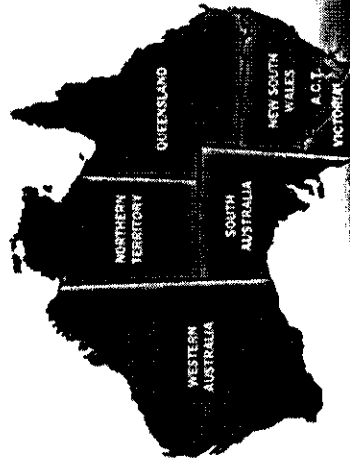 QUEENSLAND
NORTHERN
TERRITORY
WESTERN
AUSTRALIA
SOUTH
AUSTRALIA
NEW SOUTH
WALES
A.C.T.
VICTORIA